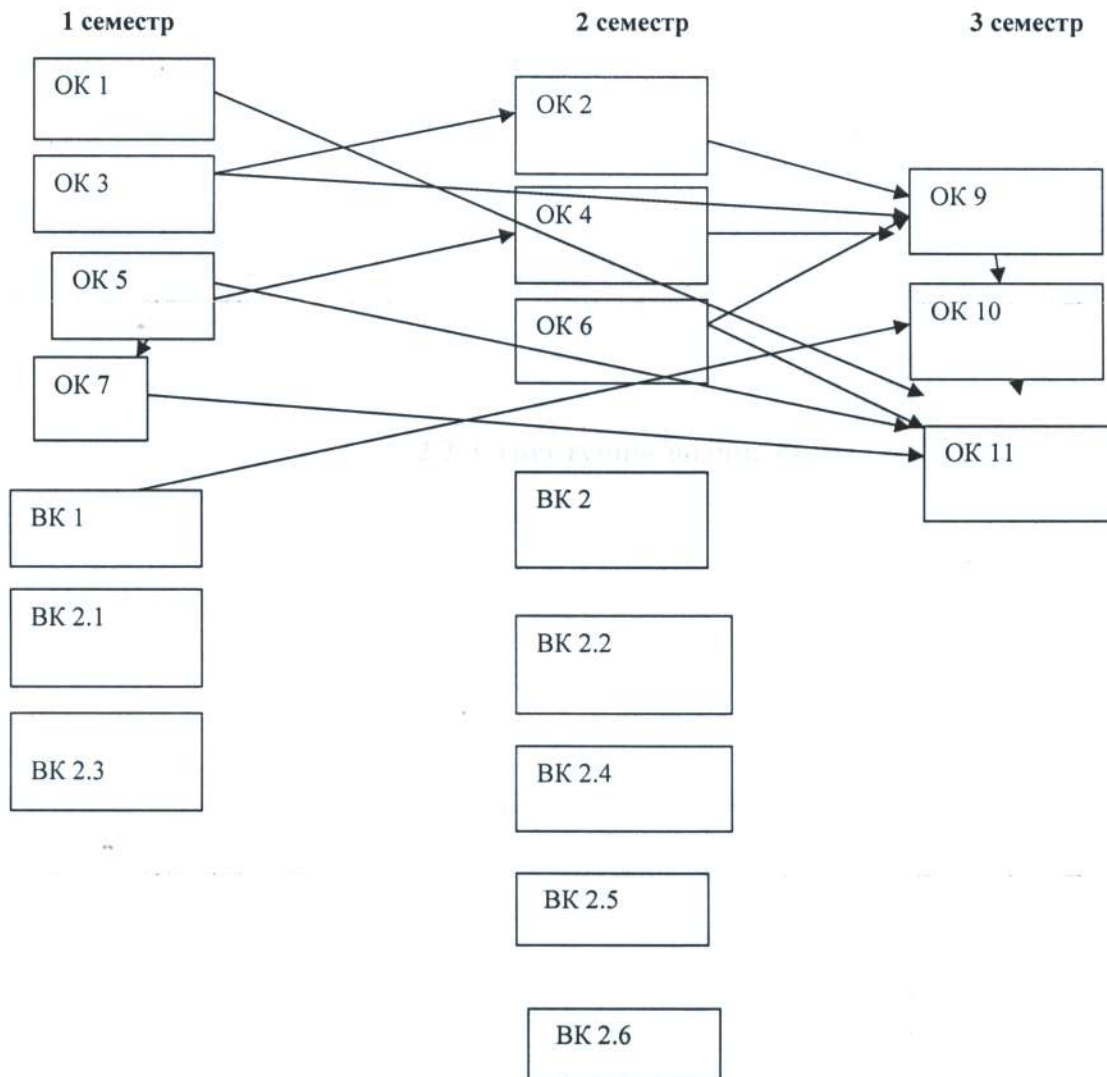 1 семестр 2 семестр 3 семестр
ОК 1
ОК 2
ОК 3
ОК 9
ОК 4
ОК 5
ОК 10
ОК 6
ОК 7
ОК 11
ВК 1
ВК 2
ВК 2.1
ВК 2.2
ВК 2.3
ВК 2.4
ВК 2.5
ВК 2.6